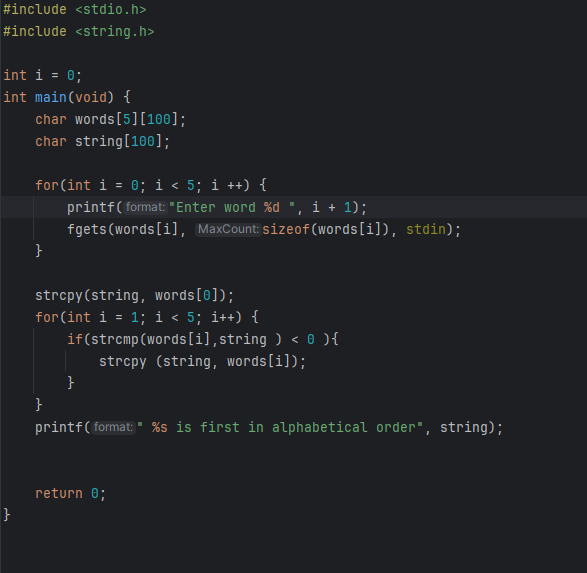 #include <stdio.h>
#include <string.h>

int i = 0;
int main(void) {
    char words[5][100];
    char string[100];

    for(int i = 0; i < 5; i ++) {
        printf( format: "Enter word %d ", i + 1);
        fgets(words[i], MaxCount: sizeof(words[i]), stdin);
    }

    strcpy(string, words[0]);
    for(int i = 1; i < 5; i++) {
        if(strcmp(words[i],string ) < 0 ){
            strcpy (string, words[i]);
        }
    }
    printf( format: " %s is first in alphabetical order", string);


    return 0;
}